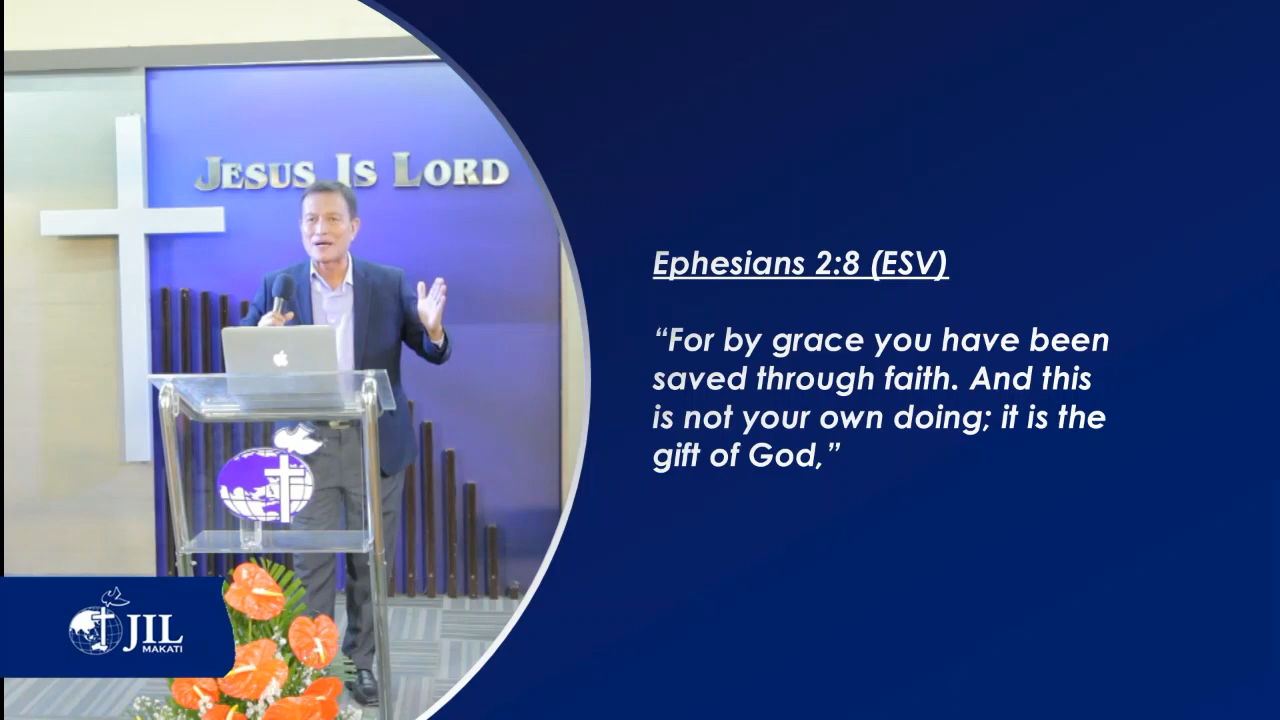 JESUS IS LORD
Ephesians 2:8 (ESV)
“For by grace you have been
saved through faith. And this
is not your own doing; it is the
gift of God,”
JIL
MAKATI